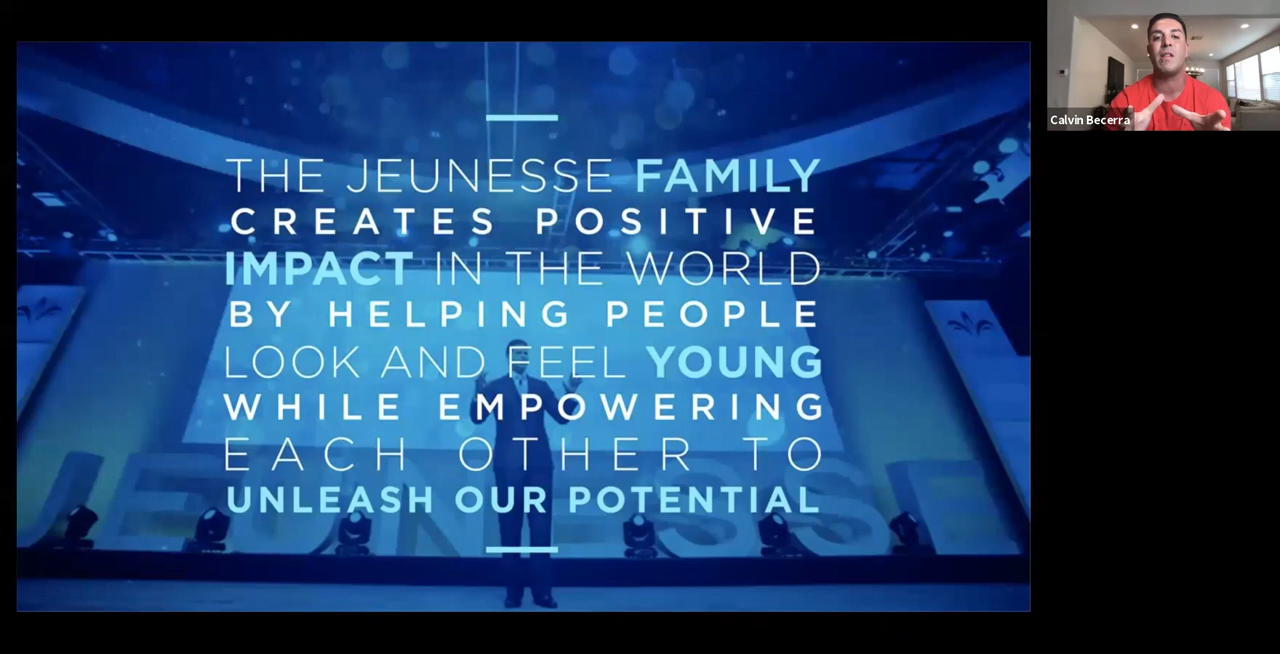 THE JEUNESSE FAMILY
CREATES POSITIVE
IMPACT IN THE WORLD
BY HELPING PEOPLE
LOOK AND FEEL YOUNG
WHILE EMPOWERING
EACH OTHER TO
UNLEASH OUR POTENTIAL
JEUNESSE
Calvin Becerra